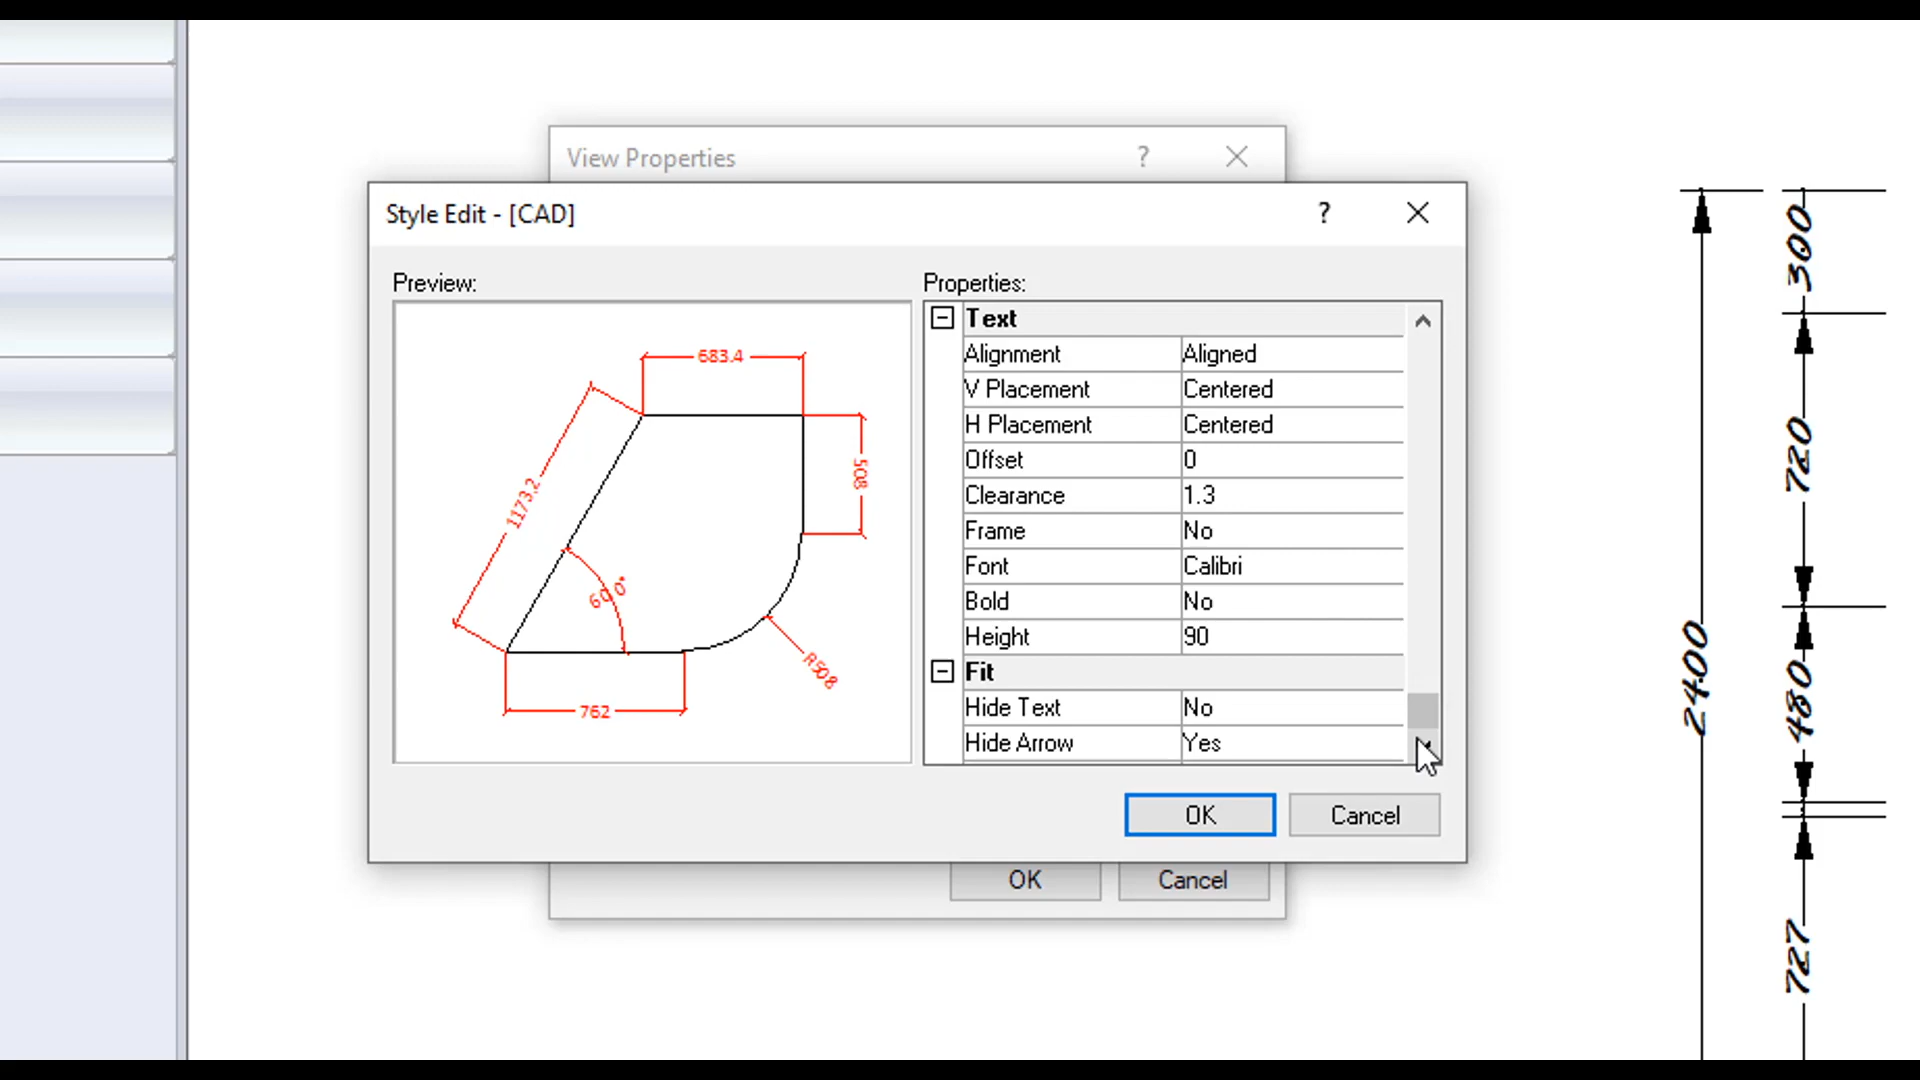 View Properties
?
Style Edit - [CAD]
?
Preview:
Properties:
Text
Alignment Aligned
V Placement Centered
H Placement Centered
Offset 0
Clearance 1.3
Frame No
Font Calibri
Bold No
Height 90
Fit
Hide Text No
Hide Arrow Yes
683.4
508
1173.2
60.0°
R508
762
OK Cancel
OK Cancel
300
720
2400
480
727